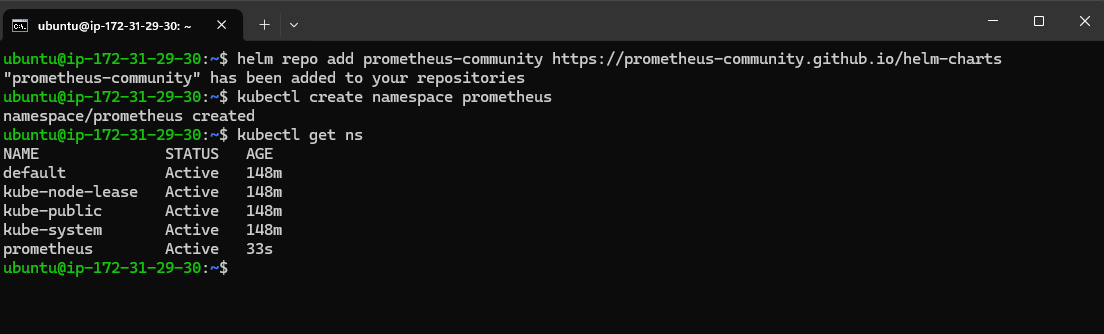 ubuntu@ip-172-31-29-30: ~
ubuntu@ip-172-31-29-30:~$ helm repo add prometheus-community https://prometheus-community.github.io/helm-charts
"prometheus-community" has been added to your repositories
ubuntu@ip-172-31-29-30:~$ kubectl create namespace prometheus
namespace/prometheus created
ubuntu@ip-172-31-29-30:~$ kubectl get ns
NAME              STATUS   AGE
default           Active   148m
kube-node-lease   Active   148m
kube-public       Active   148m
kube-system       Active   148m
prometheus        Active   33s
ubuntu@ip-172-31-29-30:~$